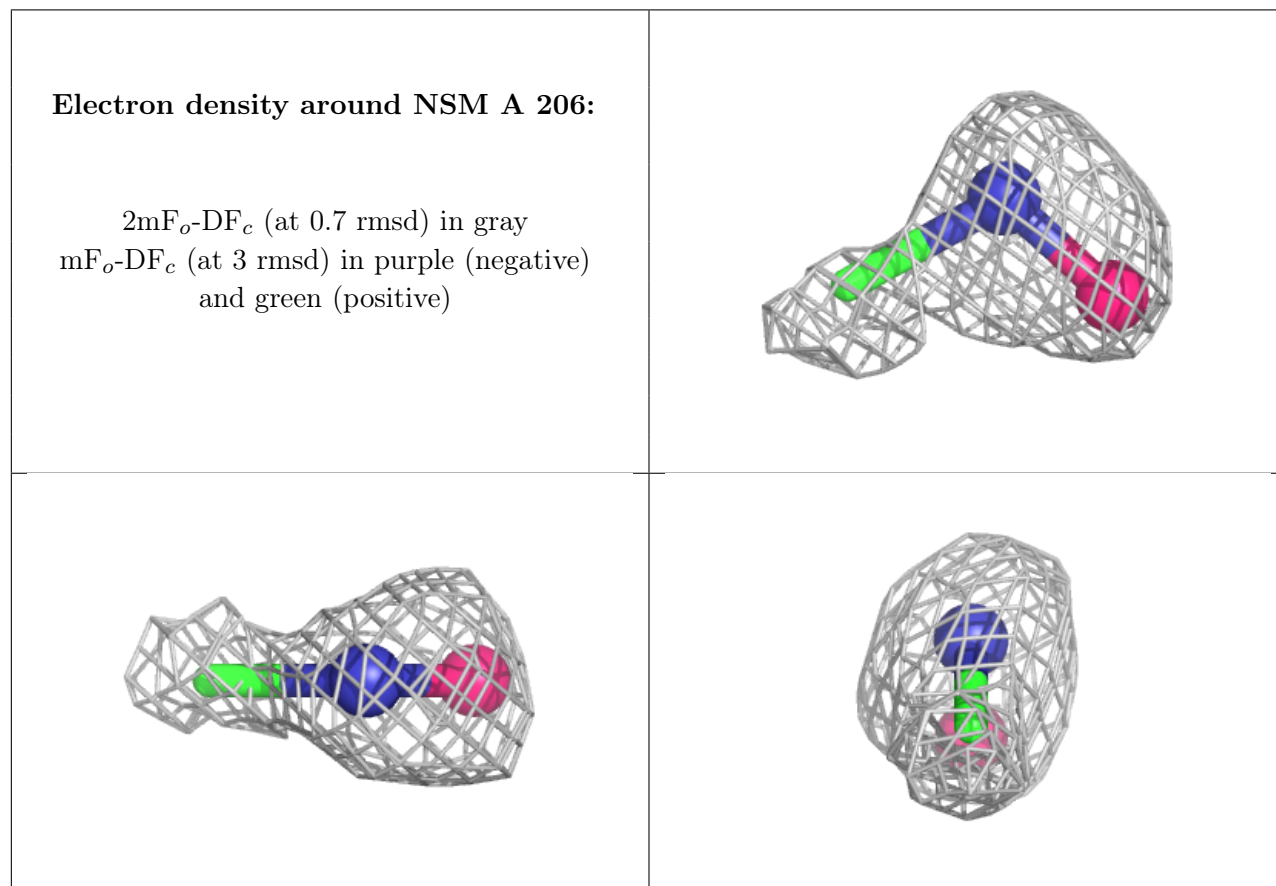 Electron density around NSM A 206:
2mFo-DFc (at 0.7 rmsd) in gray
mFo-DFc (at 3 rmsd) in purple (negative)
and green (positive)